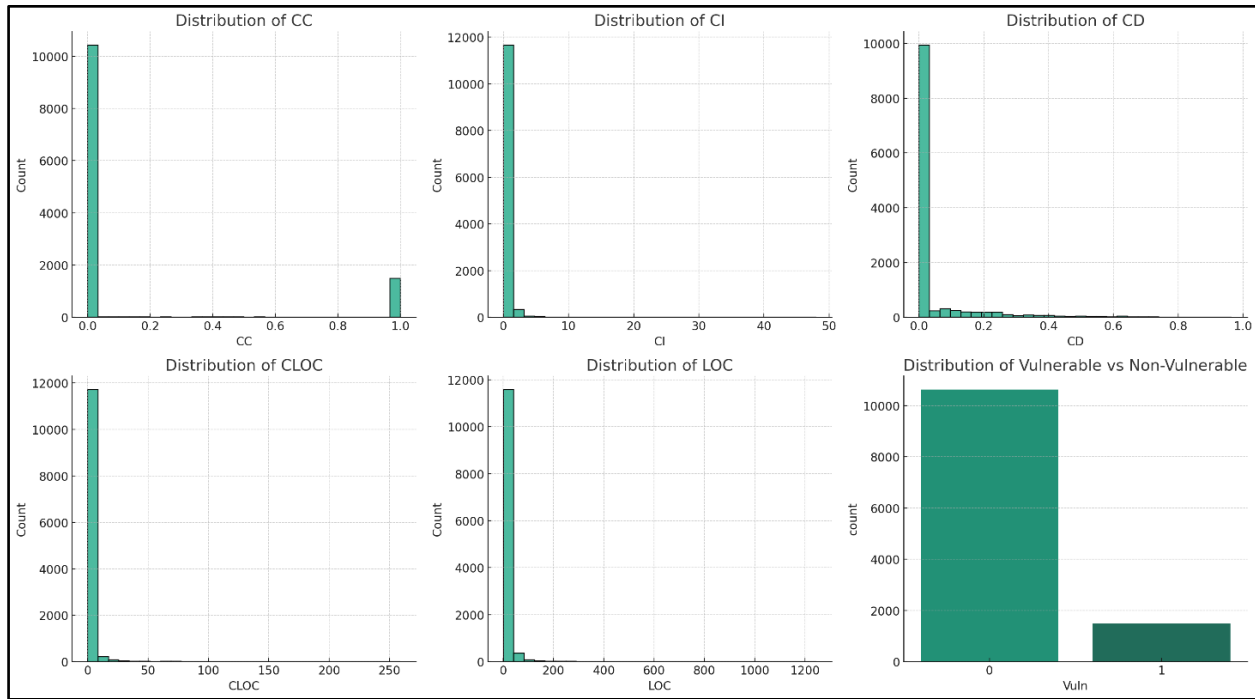 Distribution of CC
10000
8000
6000
4000
2000
0
Count
0.0 0.2 0.4 0.6 0.8 1.0
CC
Distribution of CI
12000
10000
8000
6000
4000
2000
0
Count
0 10 20 30 40 50
CI
Distribution of CD
10000
8000
6000
4000
2000
0
Count
0.0 0.2 0.4 0.6 0.8 1.0
CD
Distribution of CLOC
12000
10000
8000
6000
4000
2000
0
Count
0 50 100 150 200 250
CLOC
Distribution of LOC
12000
10000
8000
6000
4000
2000
0
Count
0 200 400 600 800 1000 1200
LOC
Distribution of Vulnerable vs Non-Vulnerable
10000
8000
6000
4000
2000
0
count
0 1
Vuln